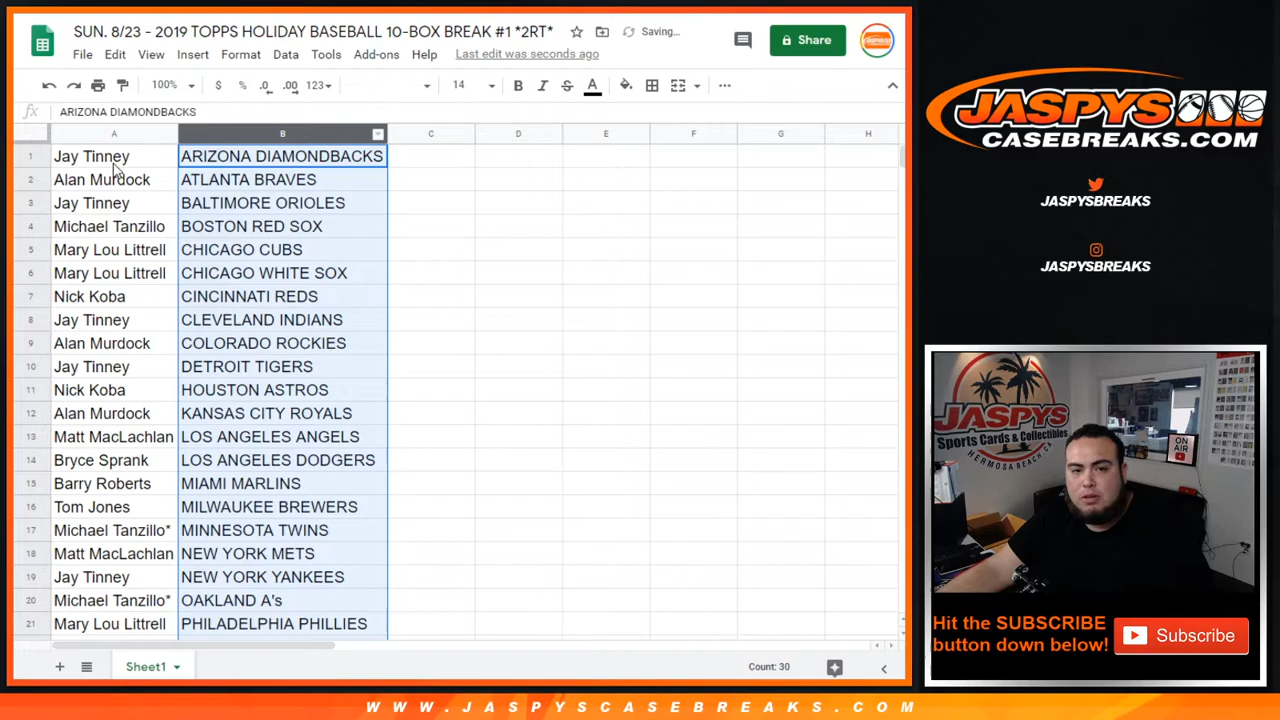 SUN. 8/23 - 2019 TOPPS HOLIDAY BASEBALL 10-BOX BREAK #1 *2RT*
Saving...
File Edit View Insert Format Data Tools Add-ons Help Last edit was seconds ago
Share
100% $ % .0 .00 123 14 B I S A
fx ARIZONA DIAMONDBACKS
A B C D E F G H
1 Jay Tinney ARIZONA DIAMONDBACKS
2 Alan Murdock ATLANTA BRAVES
3 Jay Tinney BALTIMORE ORIOLES
4 Michael Tanzillo BOSTON RED SOX
5 Mary Lou Littrell CHICAGO CUBS
6 Mary Lou Littrell CHICAGO WHITE SOX
7 Nick Koba CINCINNATI REDS
8 Jay Tinney CLEVELAND INDIANS
9 Alan Murdock COLORADO ROCKIES
10 Jay Tinney DETROIT TIGERS
11 Nick Koba HOUSTON ASTROS
12 Alan Murdock KANSAS CITY ROYALS
13 Matt MacLachlan LOS ANGELES ANGELS
14 Bryce Sprank LOS ANGELES DODGERS
15 Barry Roberts MIAMI MARLINS
16 Tom Jones MILWAUKEE BREWERS
17 Michael Tanzillo* MINNESOTA TWINS
18 Matt MacLachlan NEW YORK METS
19 Jay Tinney NEW YORK YANKEES
20 Michael Tanzillo* OAKLAND A's
21 Mary Lou Littrell PHILADELPHIA PHILLIES
Sheet1
Count: 30
JASPYS
CASEBREAKS.COM
JASPYSBREAKS
JASPYSBREAKS
JASPYS
Sports Cards & Collectibles
HERMOSA BEACH, CA
ON AIR
Hit the SUBSCRIBE
button down below!
Subscribe
WWW.JASPYSCASEBREAKS.COM